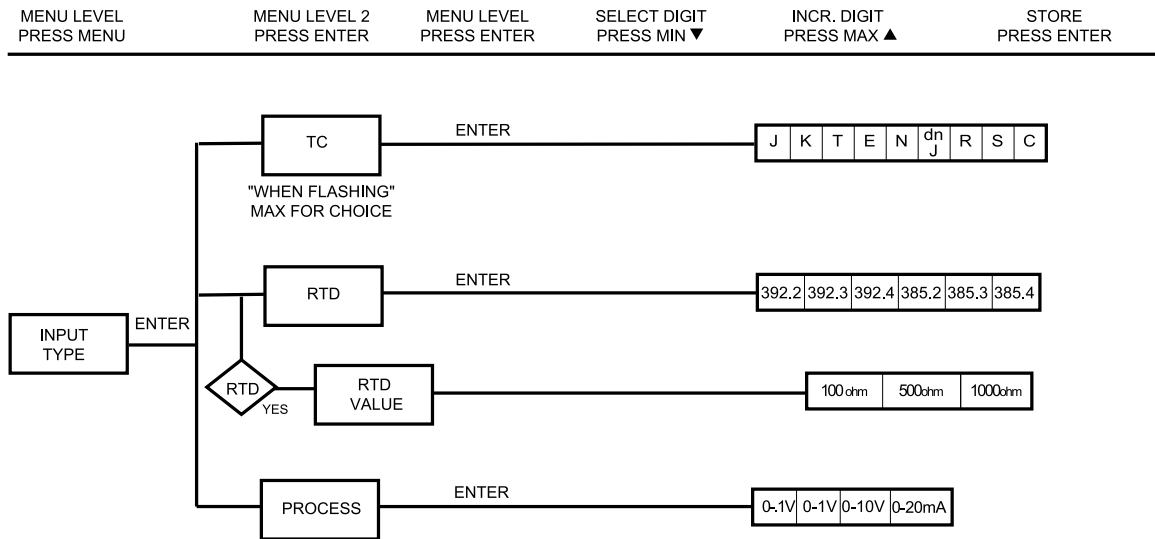 MENU LEVEL
PRESS MENU
MENU LEVEL 2
PRESS ENTER
MENU LEVEL
PRESS ENTER
SELECT DIGIT
PRESS MIN ▼
INCR. DIGIT
PRESS MAX ▲
STORE
PRESS ENTER
TC
ENTER
J K T E N dn J R S C
"WHEN FLASHING"
MAX FOR CHOICE
RTD
ENTER
392.2 392.3 392.4 385.2 385.3 385.4
INPUT
TYPE
ENTER
RTD
YES
RTD
VALUE
100 ohm 500ohm 1000ohm
PROCESS
ENTER
0-.1V 0-1V 0-10V 0-20mA